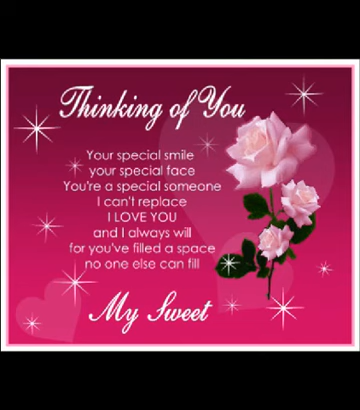 Thinking of You
Your special smile
your special face
You're a special someone
I can't replace
I LOVE YOU
and I always will
for you've filled a space
no one else can fill
My Sweet